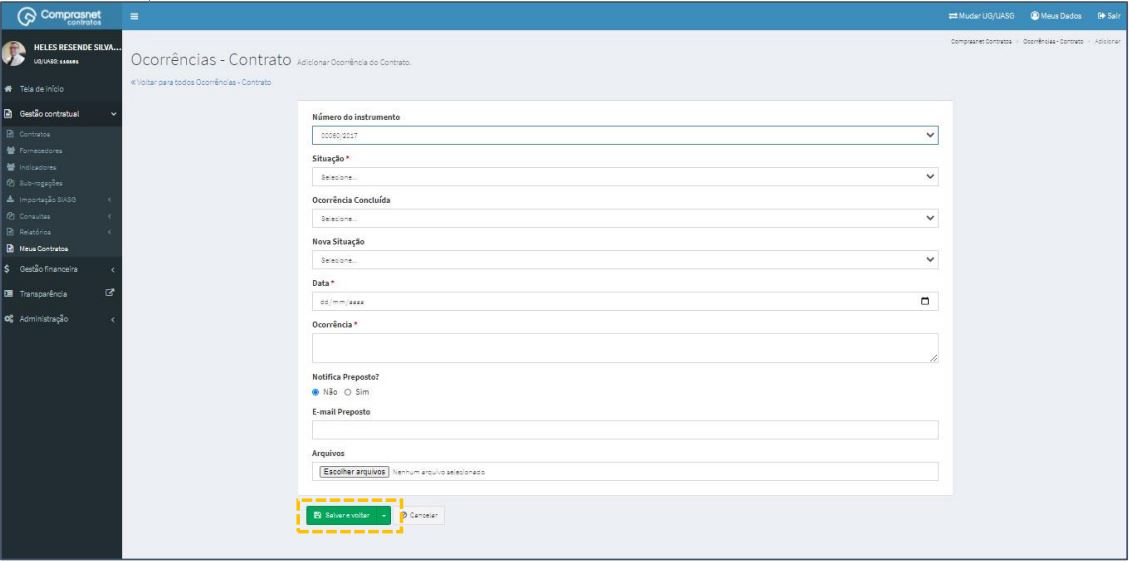 Comprasnet
contratos
Mudar UG/UASG
Meus Dados
Sair
HELES RESENDE SILVA...
UG/UASG:
Comprasnet Contratos
Ocorrências - Contrato
Adicionar
Ocorrências - Contrato Adicionar Ocorrência do Contrato.
Voltar para todos Ocorrências - Contrato
Tela de Início
Gestão contratual
Contratos
Fornecedores
Indicadores
Sub-rogações
Importação SIASG
Consultas
Relatórios
Meus Contratos
Gestão financeira
Transparência
Administração
Número do instrumento
00060/2017
Situação *
Selecione...
Ocorrência Concluída
Selecione...
Nova Situação
Selecione...
Data *
dd/mm/aaaa
Ocorrência *
Notifica Preposto?
Não Sim
E-mail Preposto
Arquivos
Escolher arquivos Nenhum arquivo selecionado
Salvar e voltar
Cancelar